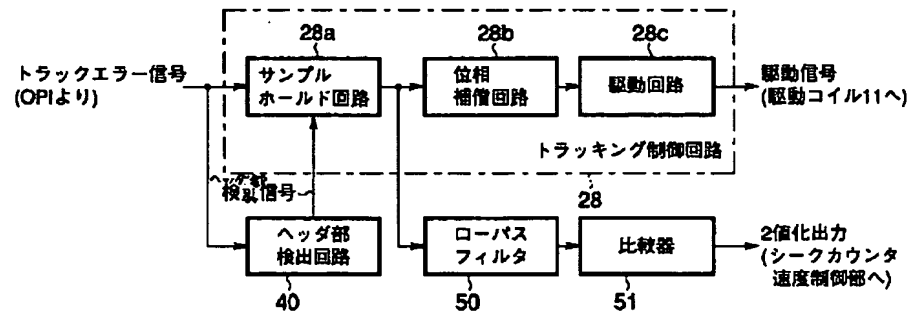 28a
28b
28c
トラックエラー信号
(OPIより)
サンプル
ホールド回路
位相
補償回路
駆動回路
駆動信号
(駆動コイル11へ)
トラッキング制御回路
ヘッダ部
検出信号
28
ヘッダ部
検出回路
ローパス
フィルタ
比較器
2値化出力
(シークカウンタ
速度制御部へ)
40
50
51